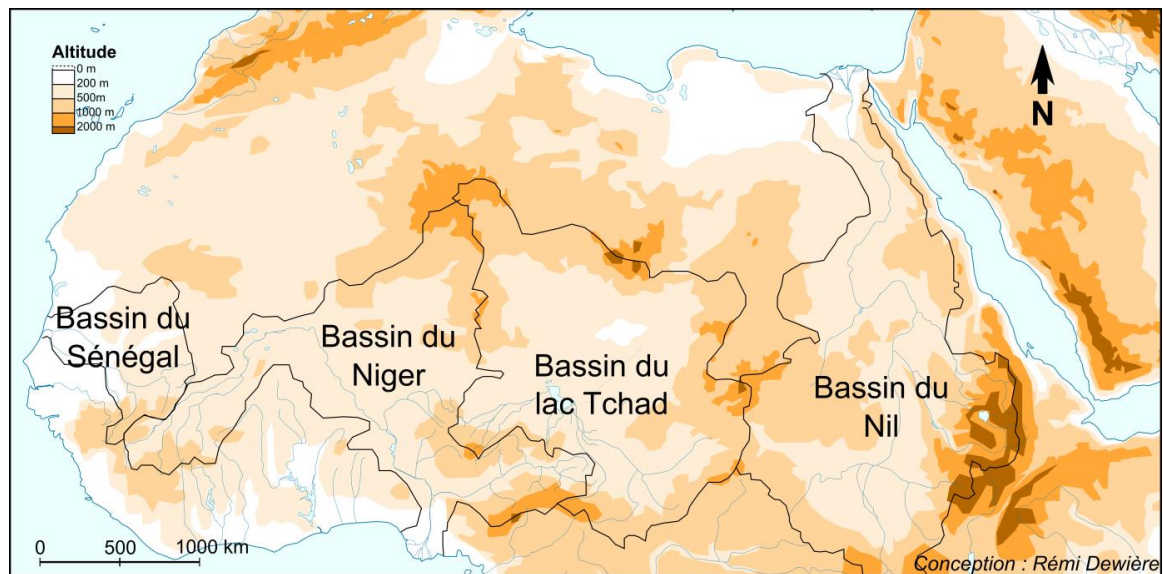 Altitude
0 m
200 m
500m
1000 m
2000 m
N
Bassin du
Sénégal
Bassin du
Niger
Bassin du
lac Tchad
Bassin du
Nil
0 500 1000 km
Conception : Rémi Dewière